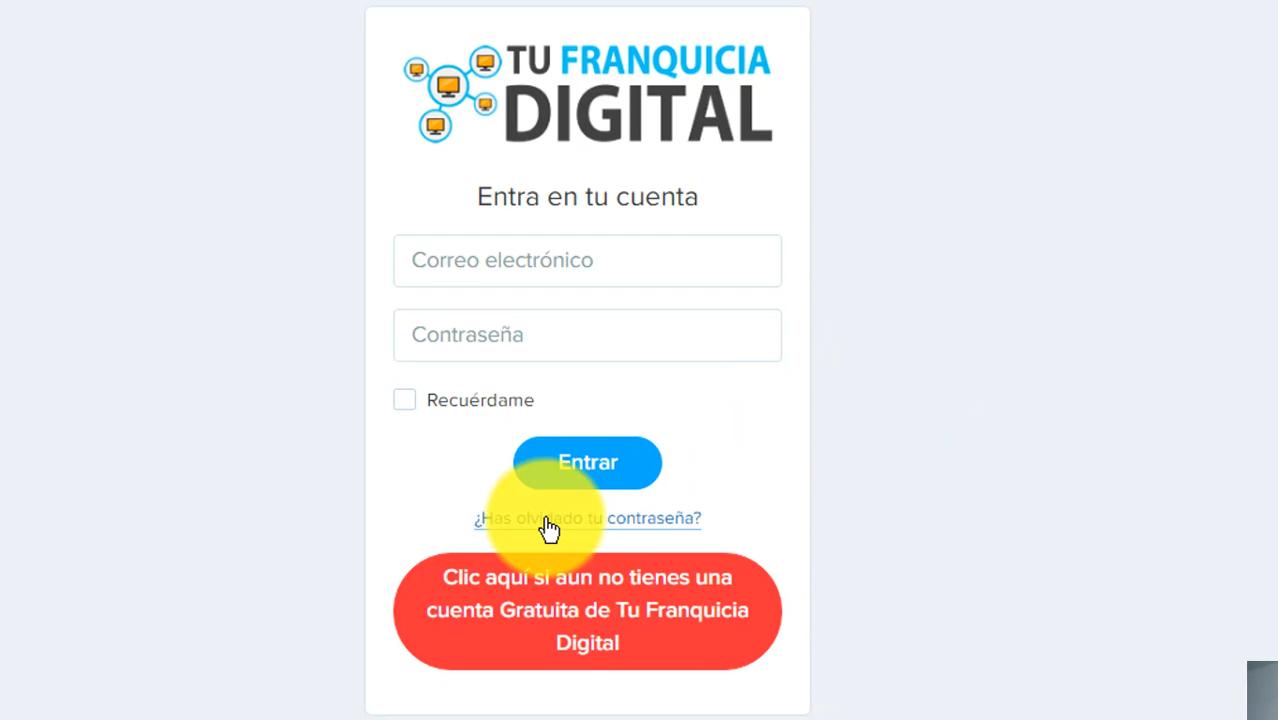 TU FRANQUICIA
DIGITAL
Entra en tu cuenta
Correo electrónico
Contraseña
Recuérdame
Entrar
¿Has olvidado tu contraseña?
Clic aquí si aun no tienes una
cuenta Gratuita de Tu Franquicia
Digital